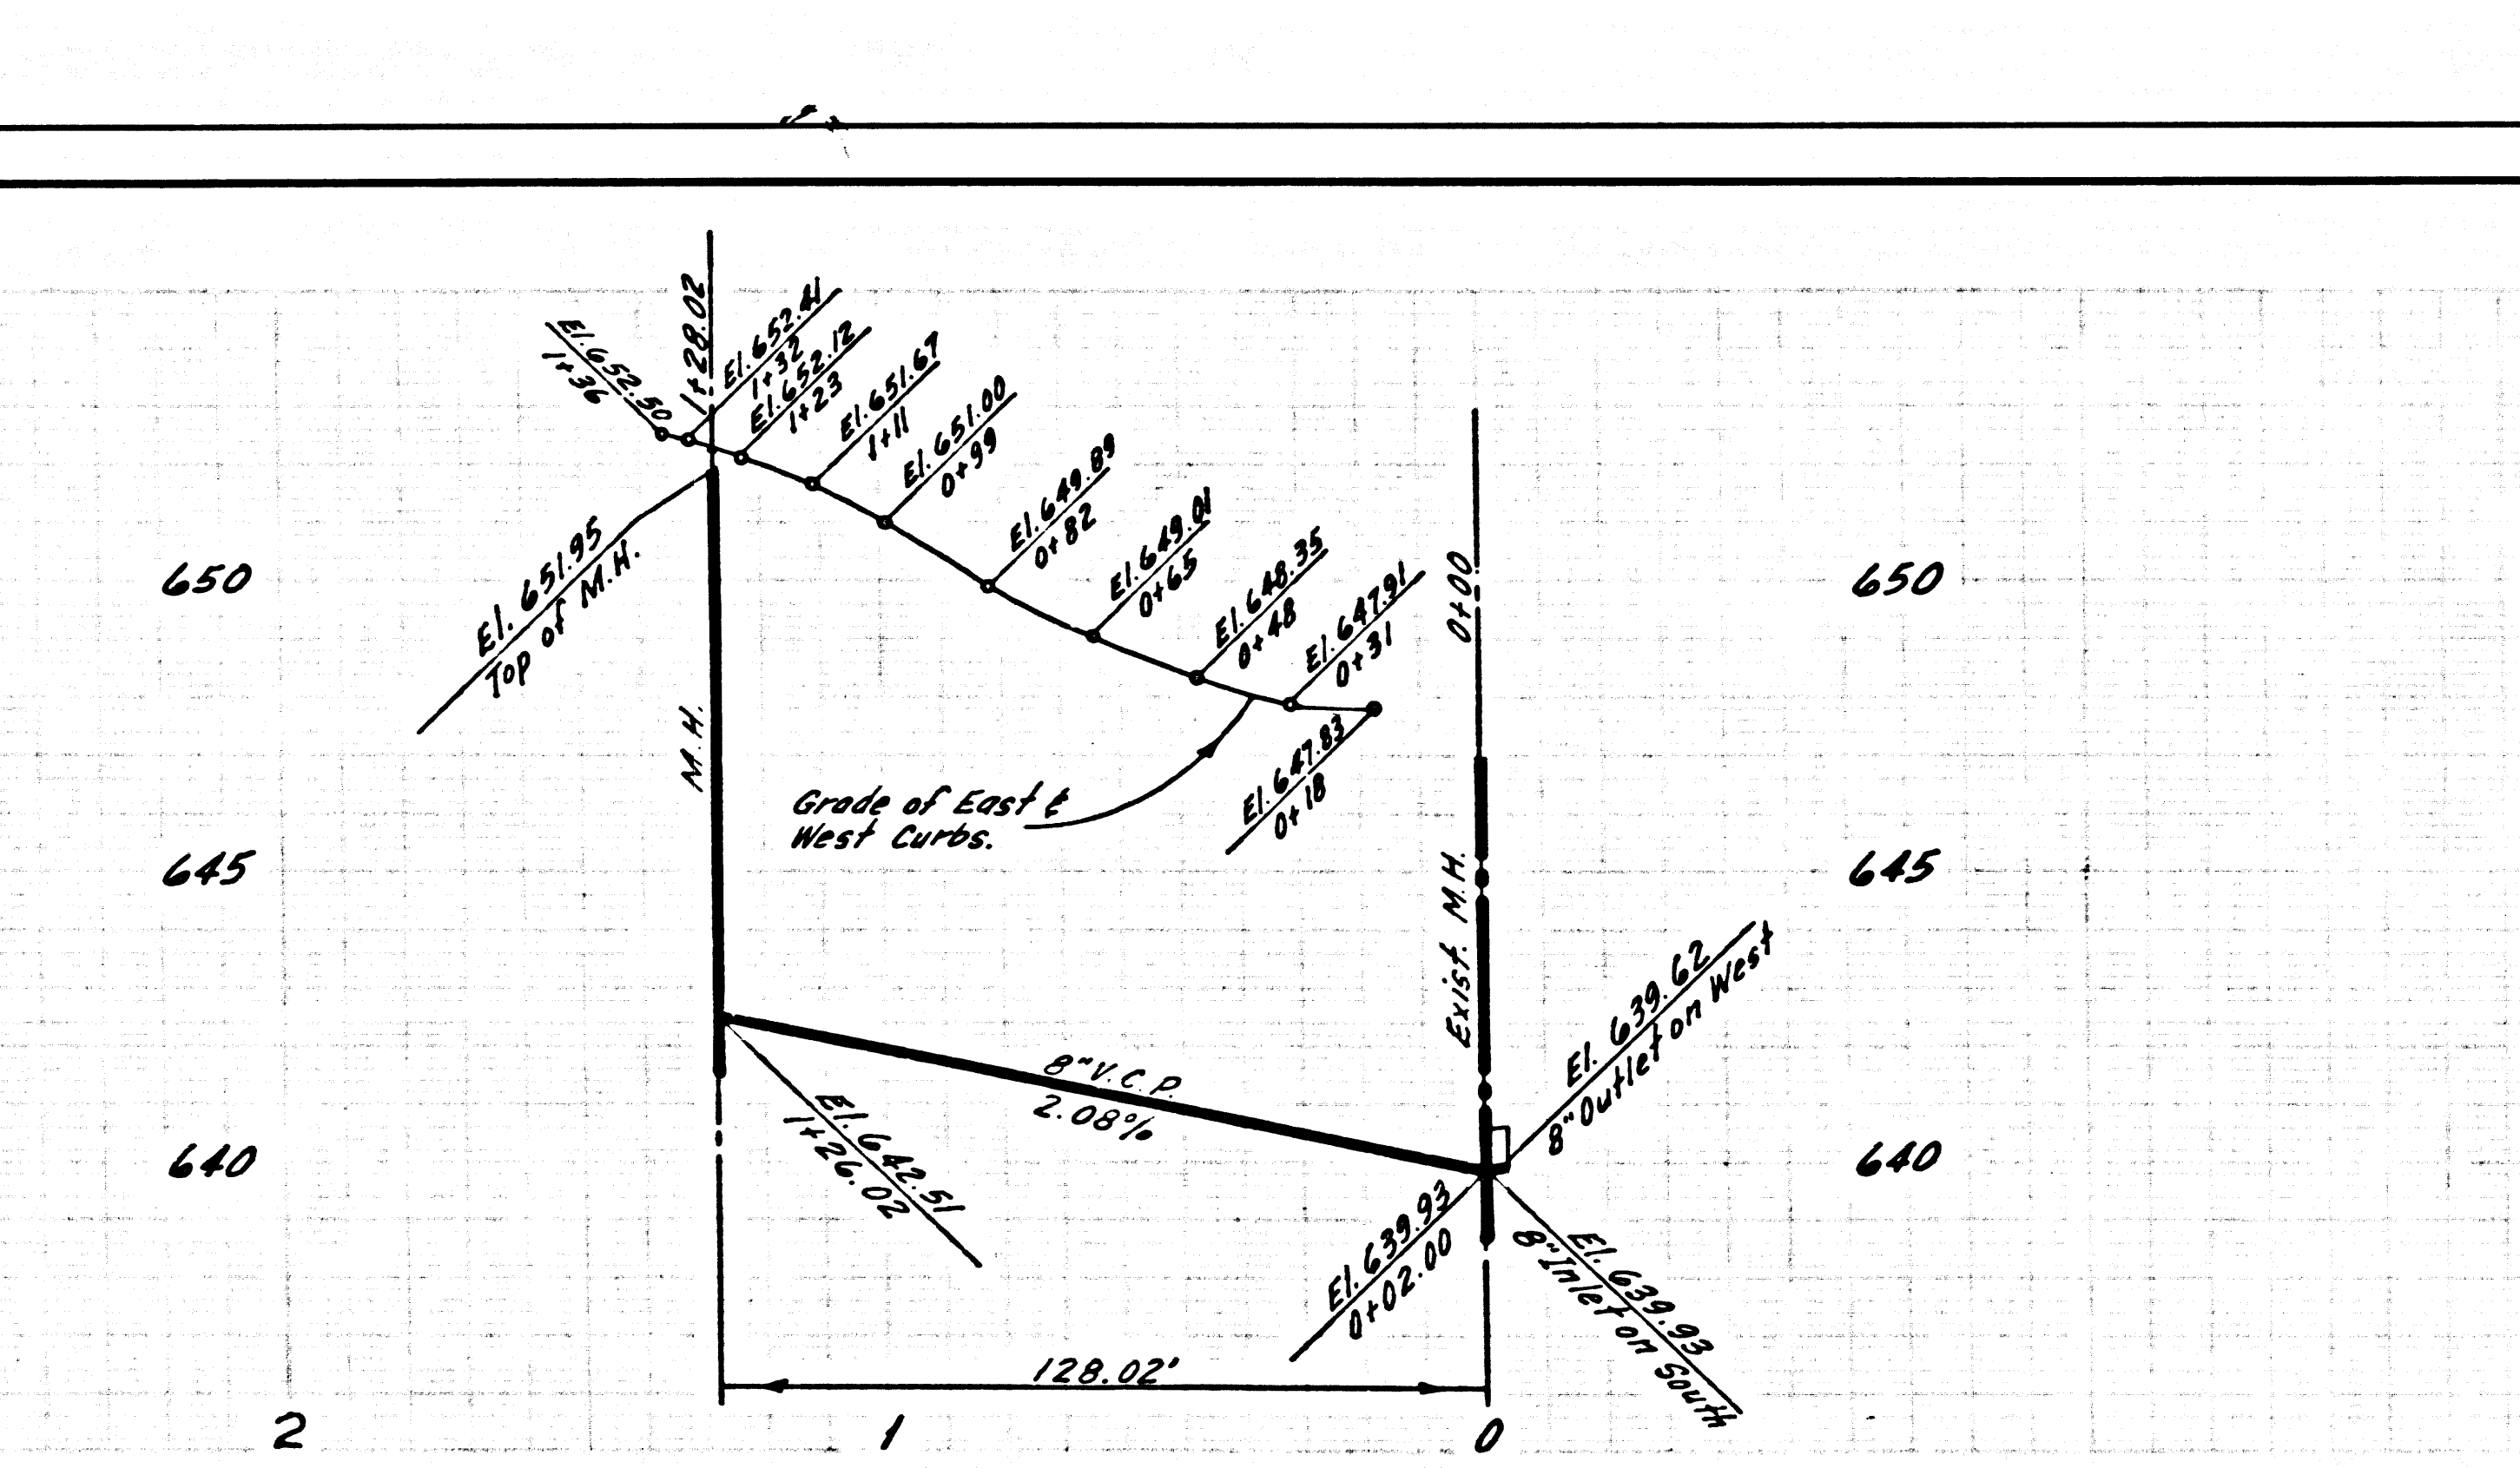 1+28.02
El.652.50
1+36
El.652.41
1+32
El.652.12
1+23
El.651.67
1+11
El.651.00
0+99
El.649.89
0+82
El.649.01
0+65
El.648.35
0+48
El.647.91
0+31
El.647.83
0+18
0+00
El. 651.95
Top of M.H.
650
650
M.H.
Grade of East &
West Curbs.
645
645
Exist. M.H.
El. 639.62
8" Outlet on West
8" V.C.P.
2.08%
El.642.51
1+26.02
640
640
El.639.93
0+02.00
El. 639.93
8" Inlet on South
128.02'
2
1
0